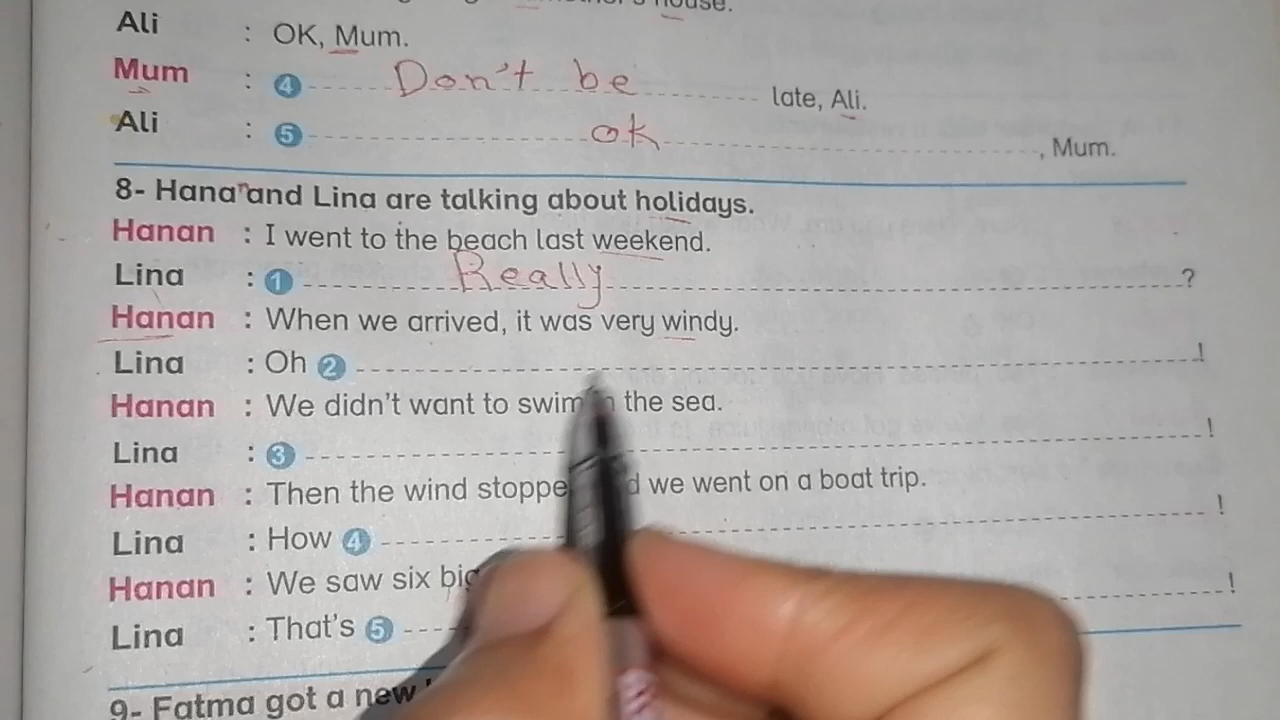 house.
Ali : OK, Mum.
Mum : 4 Don't be late, Ali.
Ali : 5 ok , Mum.
8- Hanan and Lina are talking about holidays.
Hanan : I went to the beach last weekend.
Lina : 1 Really ?
Hanan : When we arrived, it was very windy.
Lina : Oh 2 !
Hanan : We didn't want to swim the sea.
Lina : 3 !
Hanan : Then the wind we went on a boat trip.
Lina : How 4 !
Hanan : We saw six !
Lina : That's 5
9- Fatma got a new